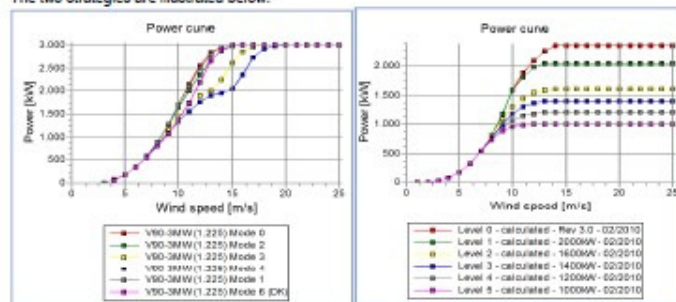 The two strategies are illustrated below.
Power curve
Power [kW]
3.000
2.500
2.000
1.500
1.000
500
0
0 5 10 15 20 25
Wind speed [m/s]
V90-3MW (1.225) Mode 0
V90-3MW (1.225) Mode 2
V90-3MW (1.225) Mode 3
V90-3MW (1.225) Mode 4
V90-3MW (1.225) Mode 1
V90-3MW (1.225) Mode 6 (DK)
Power curve
Power [kW]
2.000
1.500
1.000
500
0
0 5 10 15 20 25
Wind speed [m/s]
Level 0 - calculated - Rev 3.0 - 02/2010
Level 1 - calculated - 2000kW - 02/2010
Level 2 - calculated - 1600kW - 02/2010
Level 3 - calculated - 1400kW - 02/2010
Level 4 - calculated - 1200kW - 02/2010
Level 5 - calculated - 1000kW - 02/2010